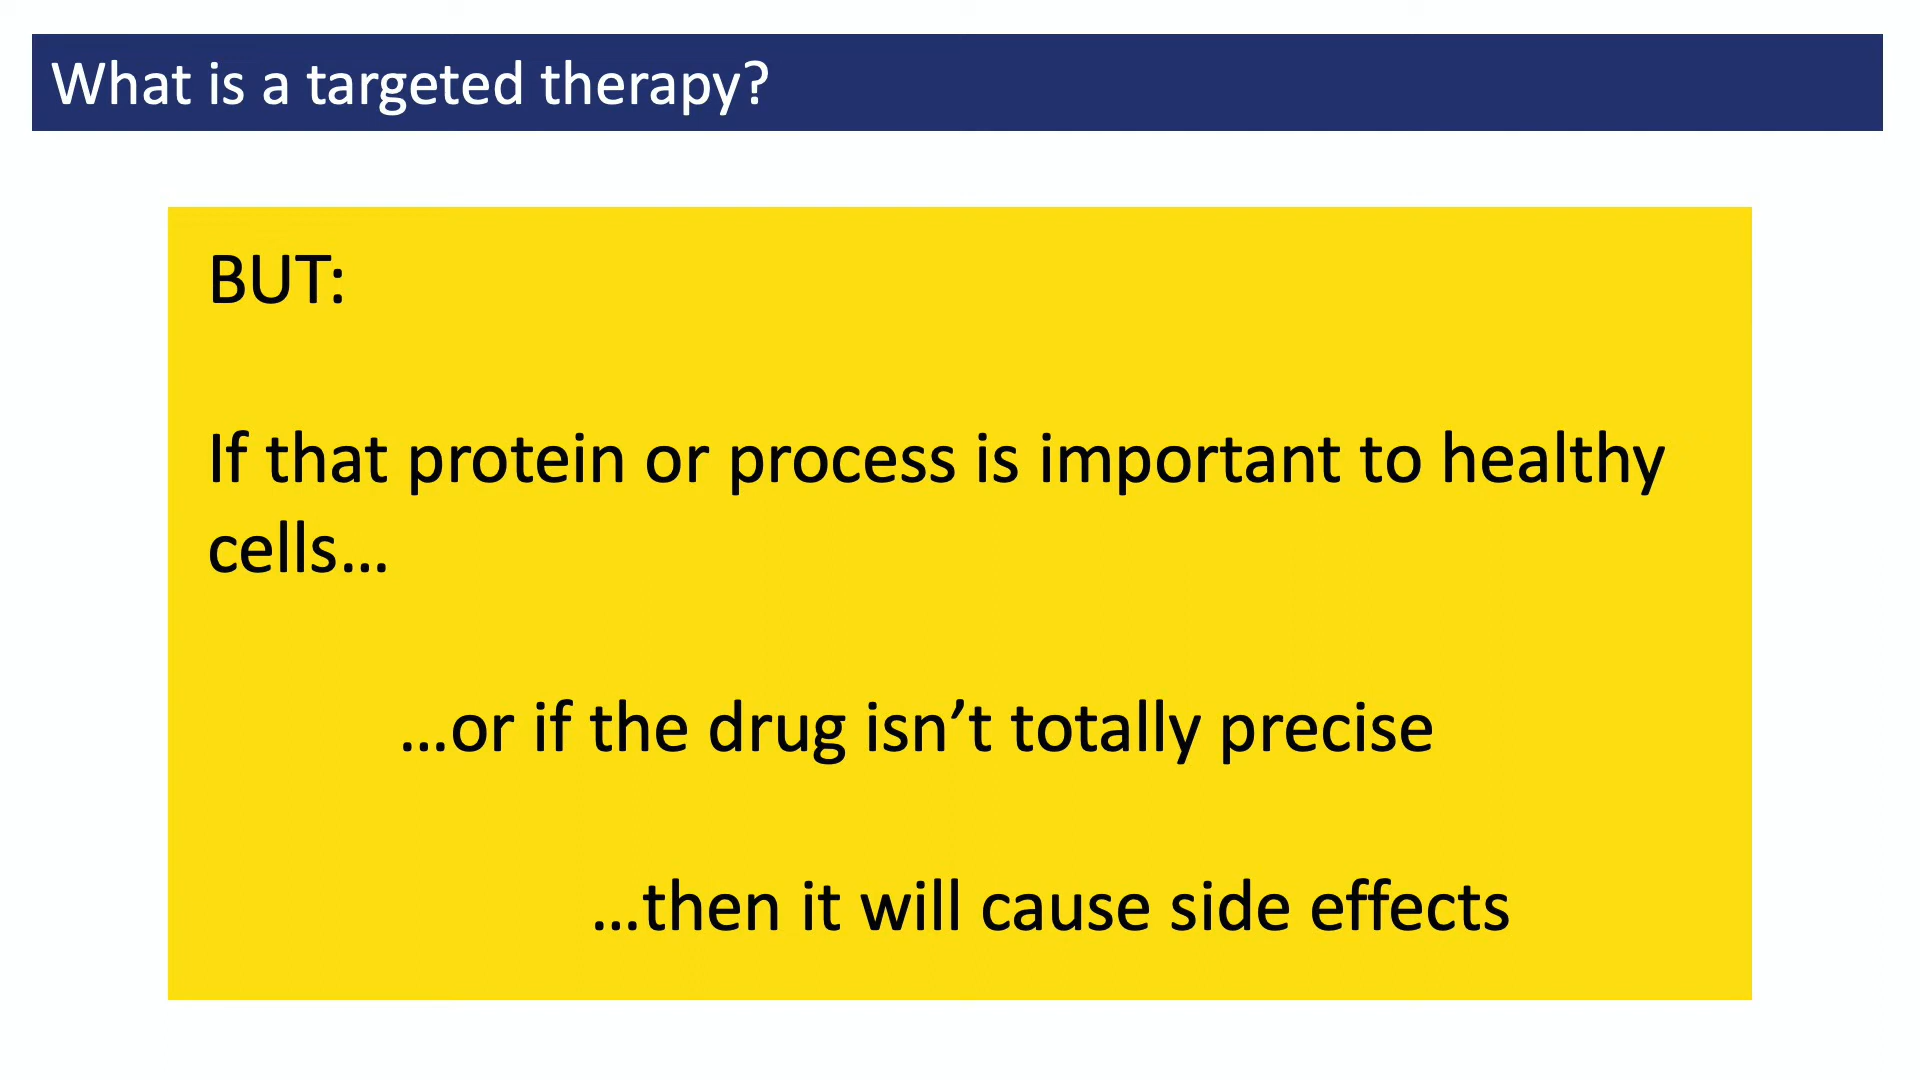 What is a targeted therapy?
BUT:
If that protein or process is important to healthy
cells…
…or if the drug isn’t totally precise
…then it will cause side effects